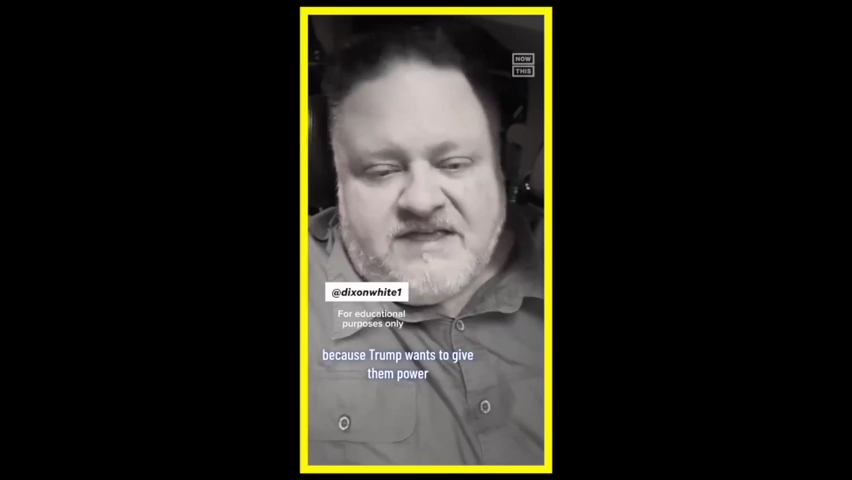 NOW
THIS
@dixonwhite1
For educational
purposes only
because Trump wants to give
them power